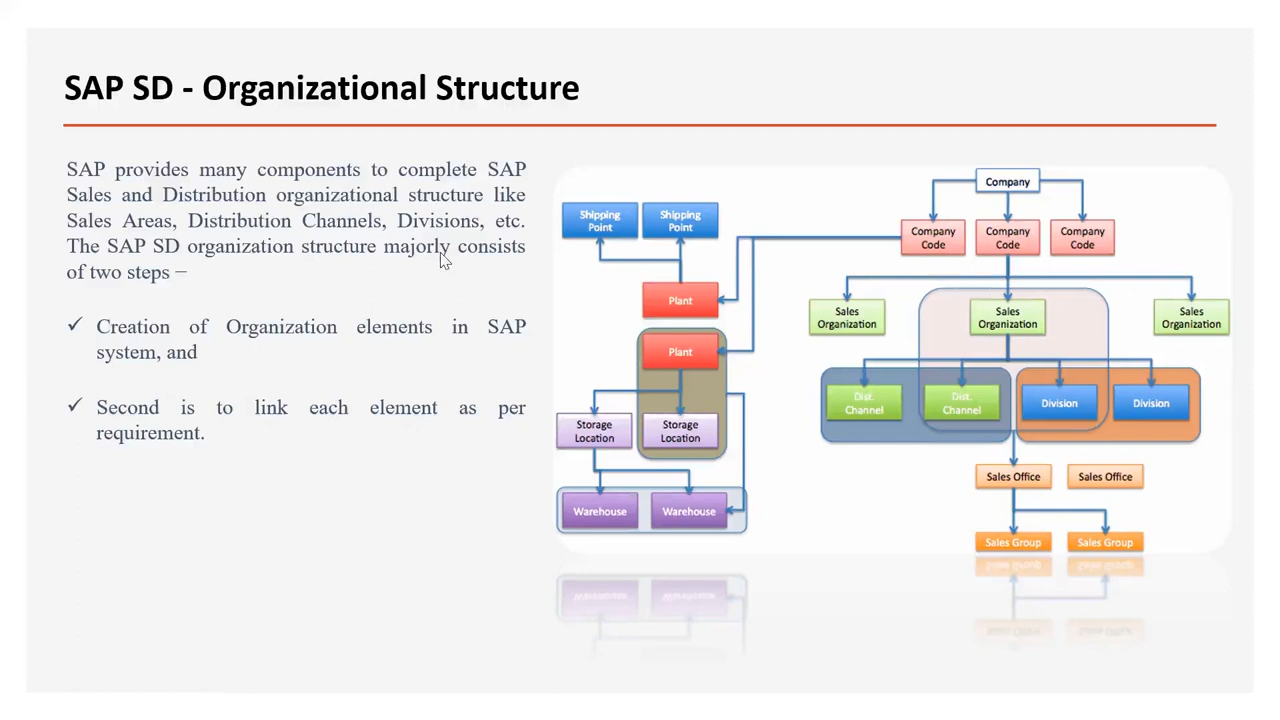 SAP SD - Organizational Structure
SAP provides many components to complete SAP
Sales and Distribution organizational structure like
Sales Areas, Distribution Channels, Divisions, etc.
The SAP SD organization structure majorly consists
of two steps −
✓ Creation of Organization elements in SAP
system, and
✓ Second is to link each element as per
requirement.
Company
Company
Code
Company
Code
Company
Code
Shipping
Point
Shipping
Point
Plant
Plant
Storage
Location
Storage
Location
Warehouse
Warehouse
Sales
Organization
Sales
Organization
Sales
Organization
Dist.
Channel
Dist.
Channel
Division
Division
Sales Office
Sales Office
Sales Group
Sales Group